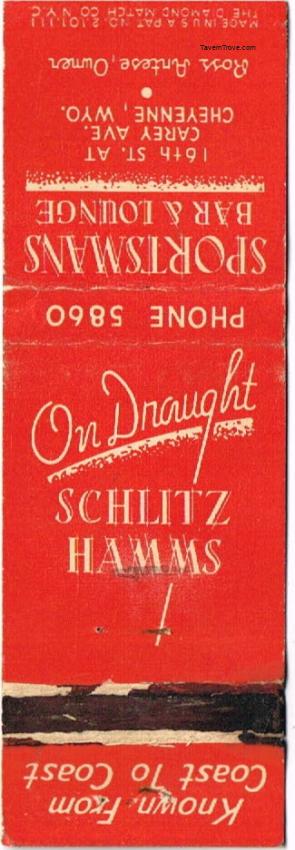 MADE IN U.S.A. PAT. NO. 2,101,111
THE DIAMOND MATCH CO. N.Y.C.
TavernTrove.com
PHONE 5860
SPORTSMANS
BAR & LOUNGE
16th ST. AT
CAREY AVE.
CHEYENNE, WYO.
Ross Antese, Owner
On Draught
SCHLITZ
HAMMS
Known From
Coast To Coast